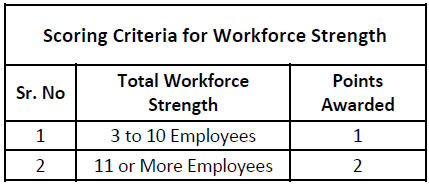 Scoring Criteria for Workforce Strength
Sr. No Total Workforce Strength Points Awarded
1 3 to 10 Employees 1
2 11 or More Employees 2